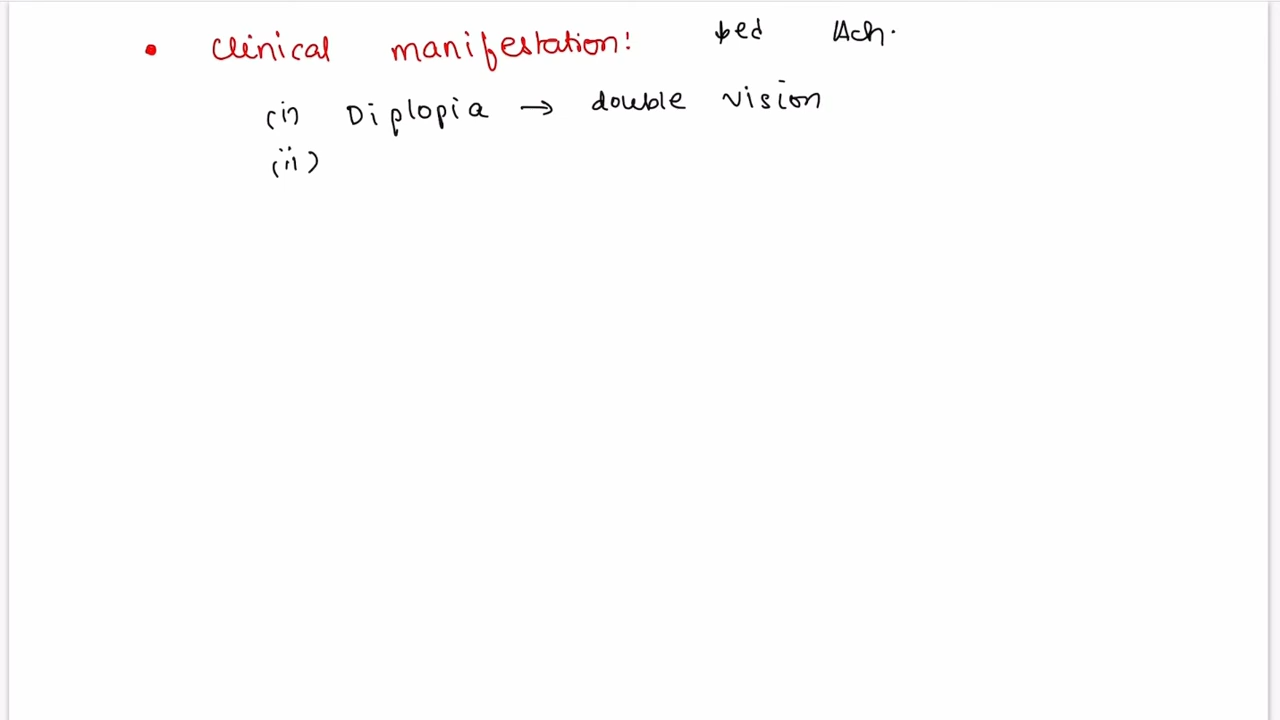 • Clinical manifestation: ↓ed Ach.
(i) Diplopia → double vision
(ii)